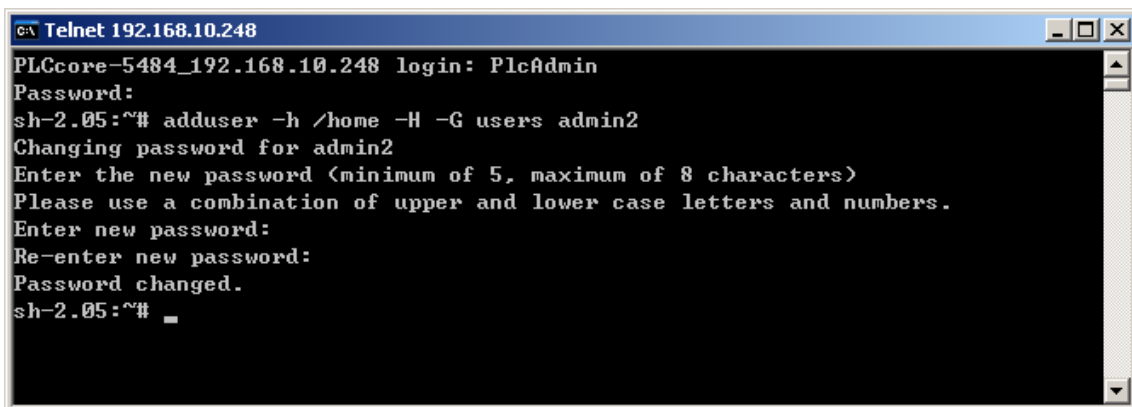 Telnet 192.168.10.248
PLCcore-5484_192.168.10.248 login: PlcAdmin
Password:
sh-2.05:~# adduser -h /home -H -G users admin2
Changing password for admin2
Enter the new password (minimum of 5, maximum of 8 characters)
Please use a combination of upper and lower case letters and numbers.
Enter new password:
Re-enter new password:
Password changed.
sh-2.05:~# _